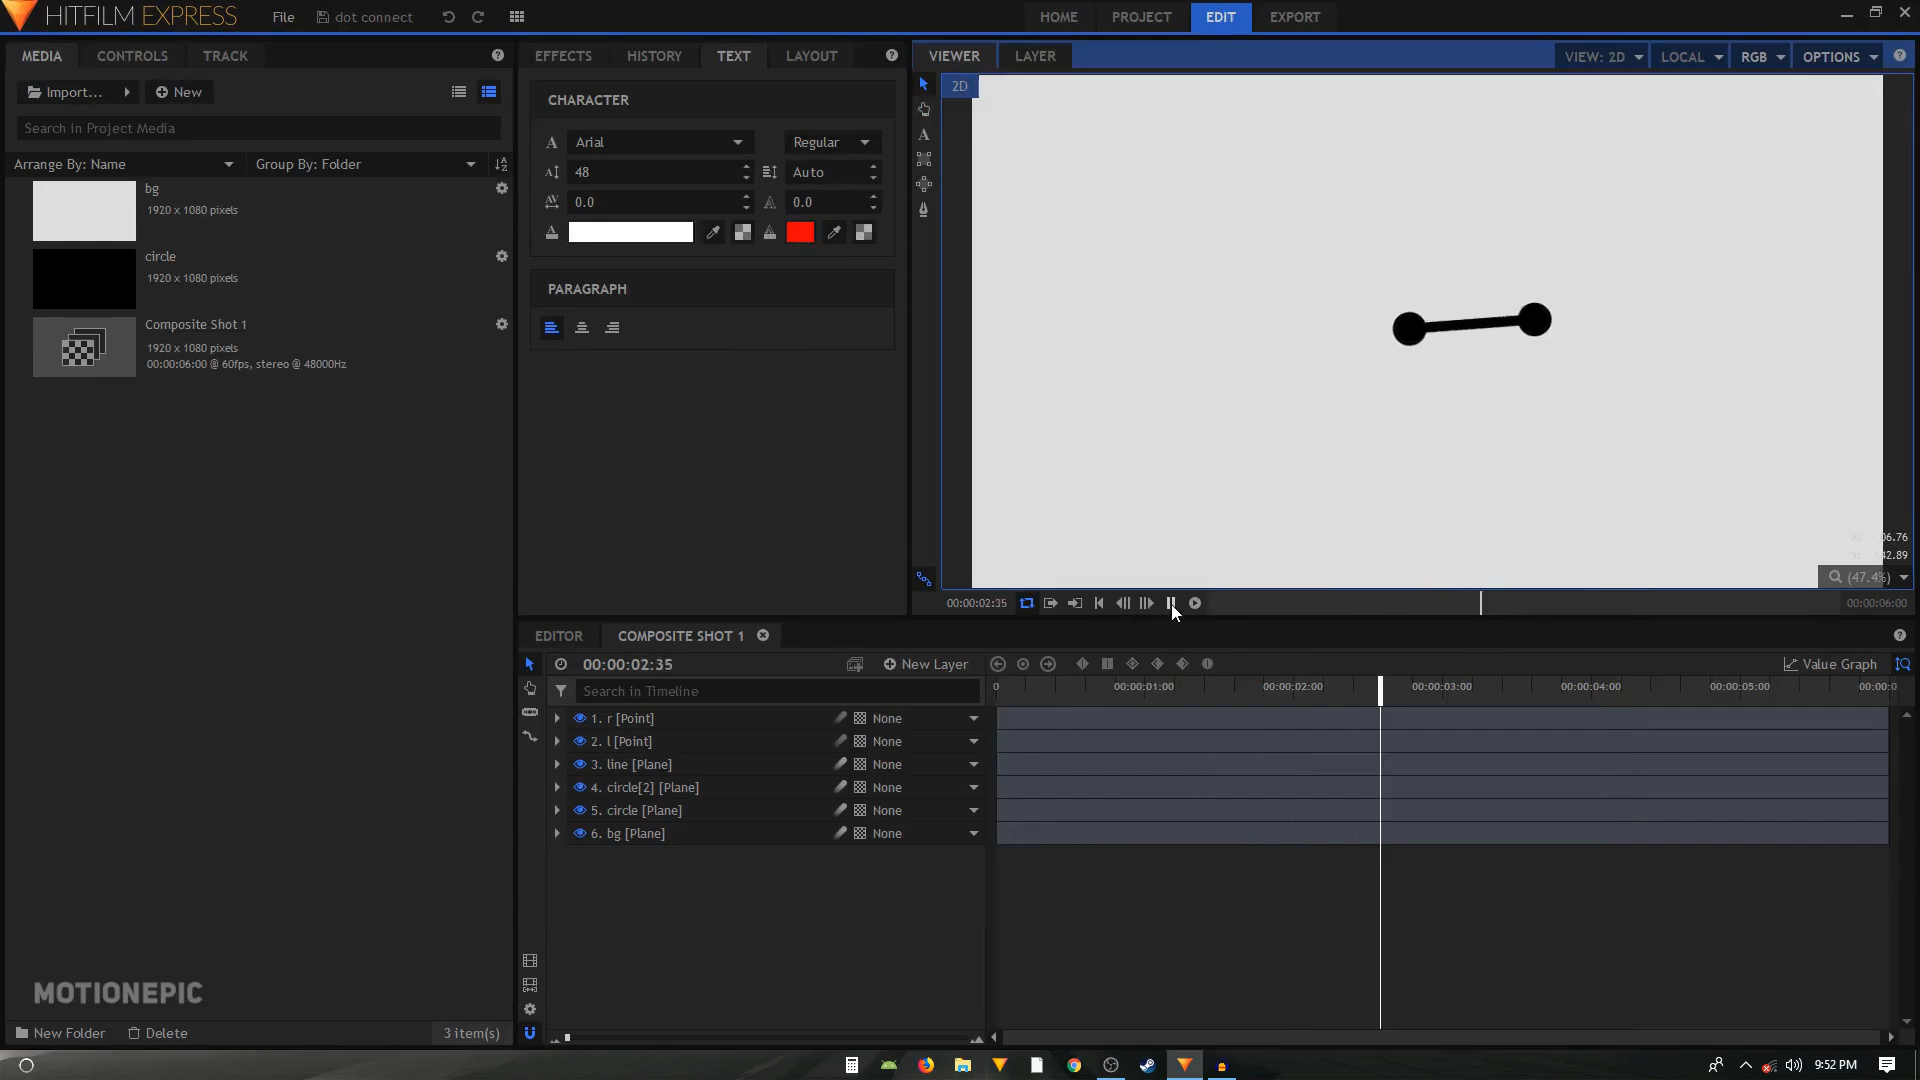 HITFILM EXPRESS
File
dot connect
HOME
PROJECT
EDIT
EXPORT
MEDIA
CONTROLS
TRACK
EFFECTS
HISTORY
TEXT
LAYOUT
VIEWER
LAYER
VIEW: 2D
LOCAL
RGB
OPTIONS
Import...
New
Search in Project Media
Arrange By: Name
Group By: Folder
bg
1920 x 1080 pixels
circle
1920 x 1080 pixels
Composite Shot 1
1920 x 1080 pixels
00:00:06:00 @ 60fps, stereo @ 48000Hz
CHARACTER
Arial
Regular
48
Auto
0.0
0.0
PARAGRAPH
2D
(47.4%)
00:00:02:35
00:00:06:00
EDITOR
COMPOSITE SHOT 1
00:00:02:35
New Layer
Value Graph
Search in Timeline
0
00:00:01:00
00:00:02:00
00:00:03:00
00:00:04:00
00:00:05:00
00:00:0
1. r [Point]
None
2. l [Point]
None
3. line [Plane]
None
4. circle[2] [Plane]
None
5. circle [Plane]
None
6. bg [Plane]
None
MOTIONEPIC
New Folder
Delete
3 item(s)
9:52 PM